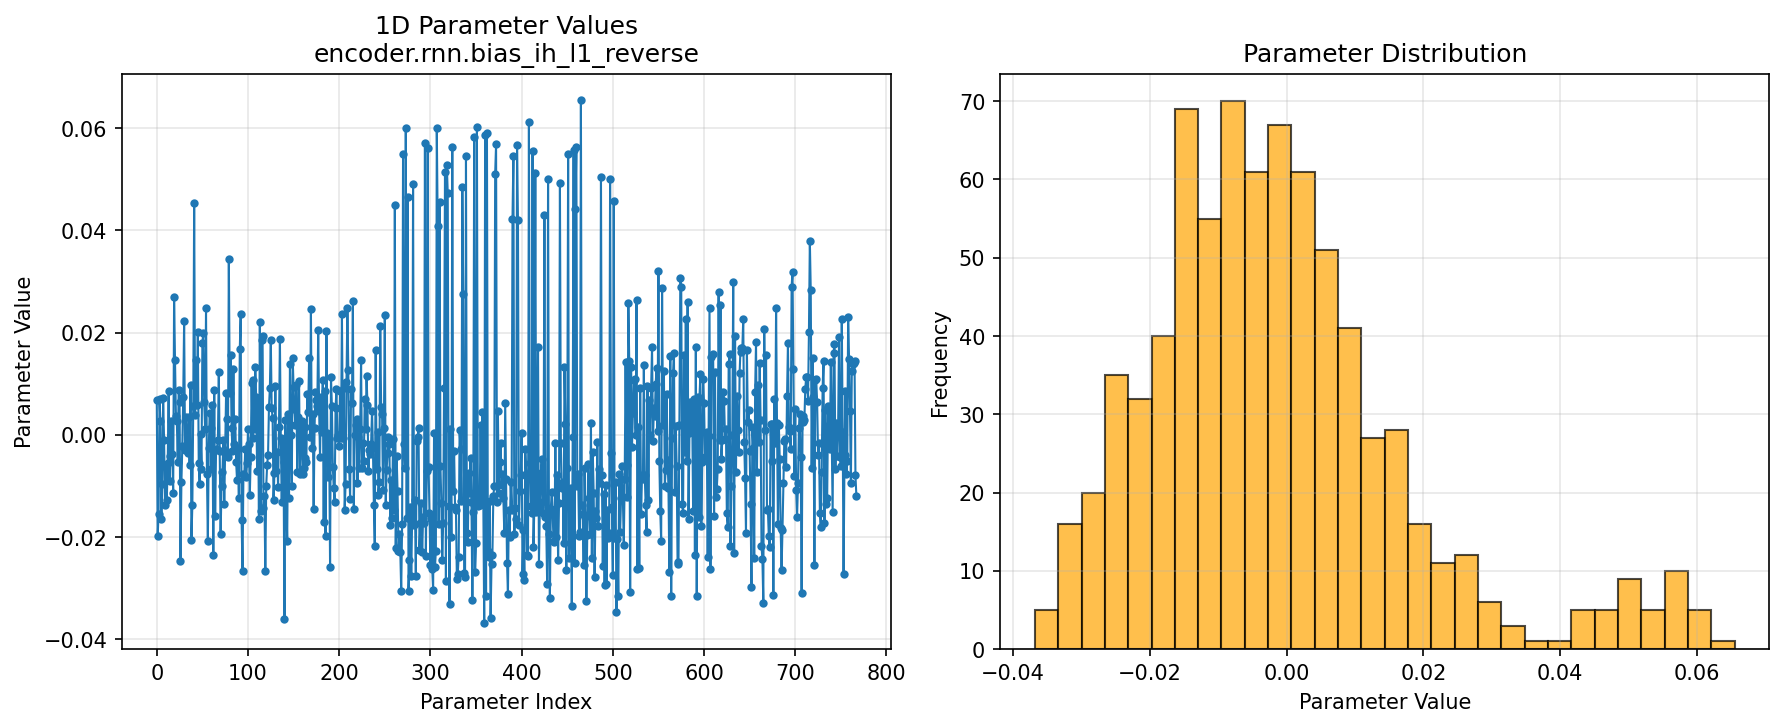 1D Parameter Values
encoder.rnn.bias_ih_l1_reverse
Parameter Value
0.06
0.04
0.02
0.00
−0.02
−0.04
0 100 200 300 400 500 600 700 800
Parameter Index
Parameter Distribution
Frequency
70
60
50
40
30
20
10
0
−0.04 −0.02 0.00 0.02 0.04 0.06
Parameter Value